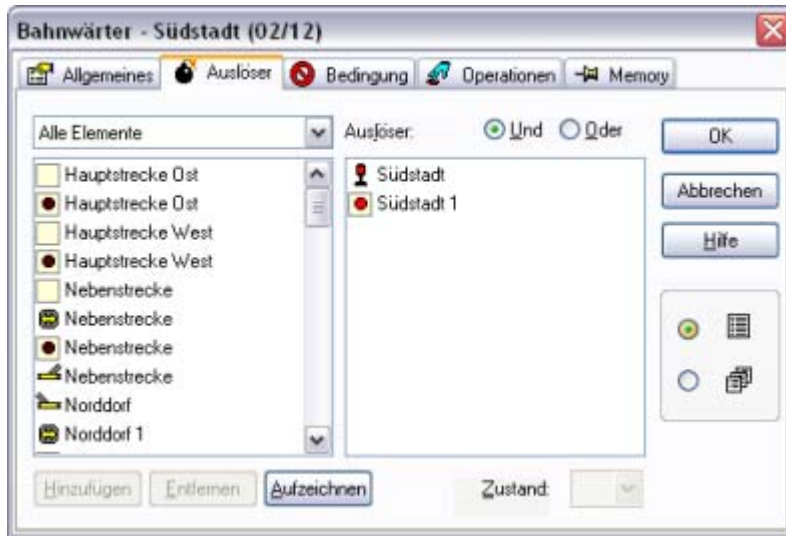 Bahnwärter - Südstadt (02/12)
Allgemeines Auslöser Bedingung Operationen Memory
Alle Elemente Auslöser: Und Oder OK
Hauptstrecke Ost Südstadt
Hauptstrecke Ost Südstadt 1 Abbrechen
Hauptstrecke West Hilfe
Hauptstrecke West
Nebenstrecke
Nebenstrecke
Nebenstrecke
Nebenstrecke
Norddorf
Norddorf 1
Hinzufügen Entfernen Aufzeichnen Zustand: